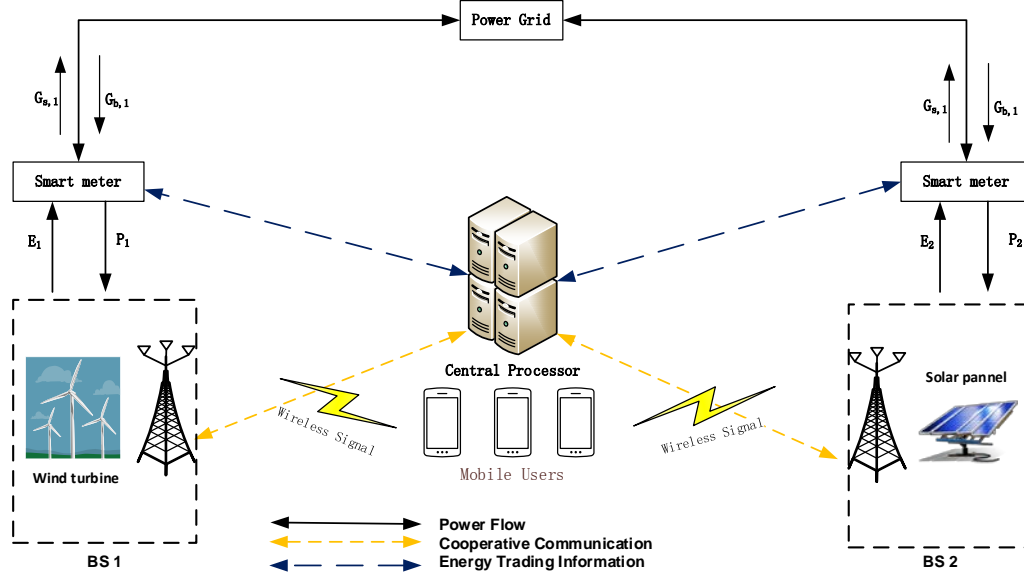 Power Grid
Gs,1
Gb,1
Gs,1
Gb,1
Smart meter
Smart meter
E1
P1
E2
P2
Central Processor
Solar pannel
Wireless Signal
Wireless Signal
Mobile Users
Wind turbine
Power Flow
Cooperative Communication
Energy Trading Information
BS 1
BS 2